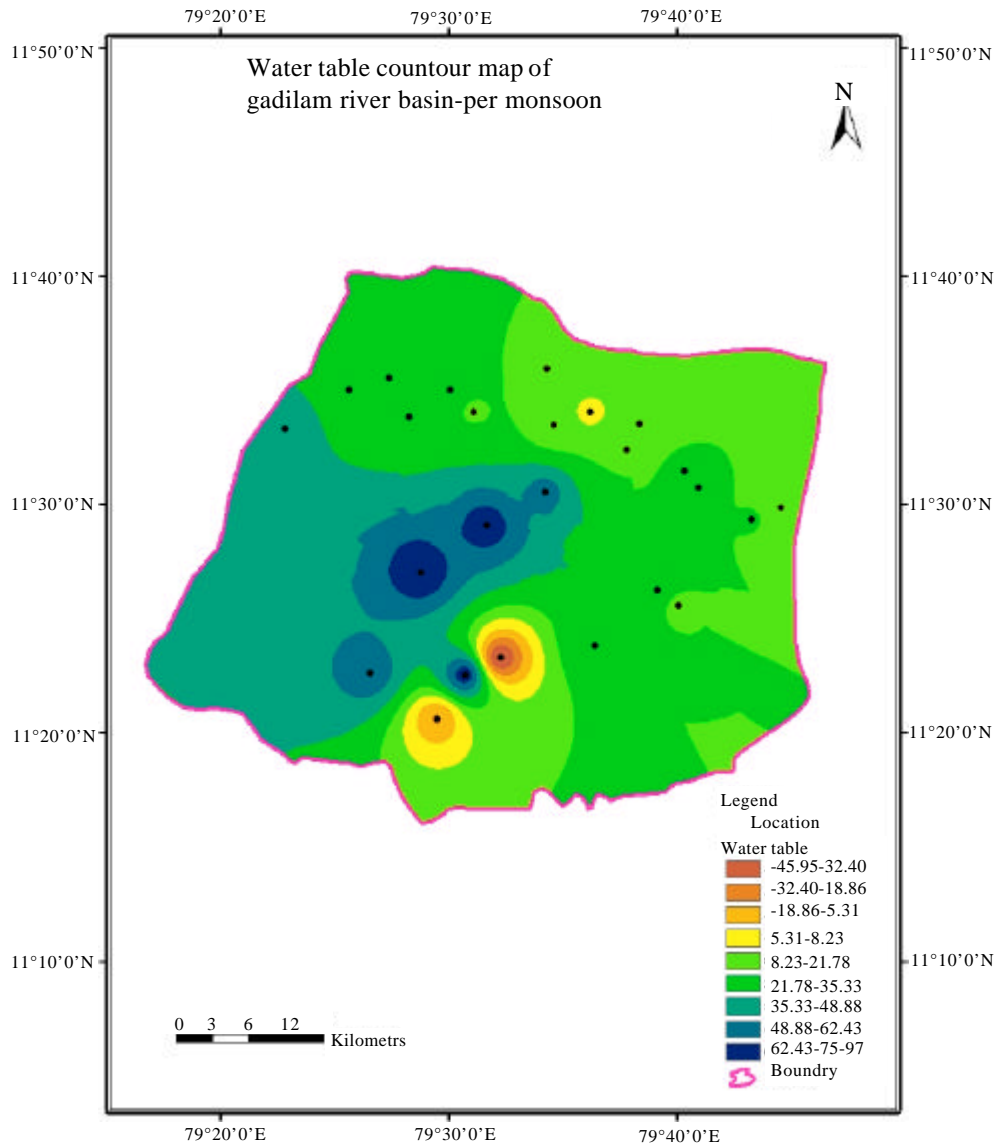 79°20'0"E 79°30'0"E 79°40'0"E
11°50'0"N 11°50'0"N
Water table countour map of
gadilam river basin-per monsoon
N
11°40'0"N 11°40'0"N
11°30'0"N 11°30'0"N
11°20'0"N 11°20'0"N
Legend
Location
Water table
-45.95-32.40
-32.40-18.86
-18.86-5.31
5.31-8.23
8.23-21.78
21.78-35.33
35.33-48.88
48.88-62.43
62.43-75-97
Boundry
11°10'0"N 11°10'0"N
0 3 6 12
Kilometrs
79°20'0"E 79°30'0"E 79°40'0"E